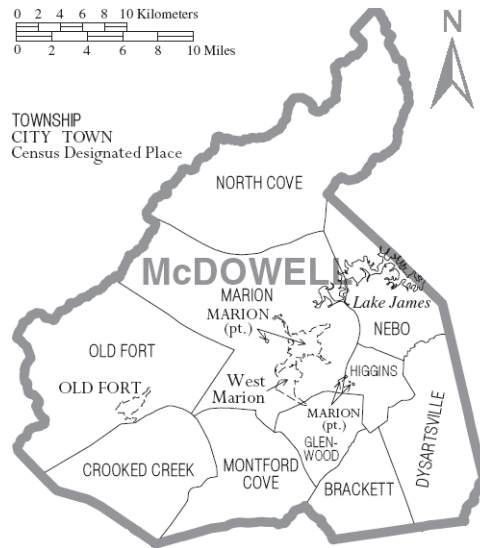 0 2 4 6 8 10 Kilometers
0 2 4 6 8 10 Miles
N
TOWNSHIP
CITY TOWN
Census Designated Place
NORTH COVE
McDOWELL
MARION
MARION
(pt.)
Lake James
NEBO
OLD FORT
HIGGINS
OLD FORT
West
Marion
MARION
(pt.)
GLEN-
WOOD
DYSARTSVILLE
CROOKED CREEK
MONTFORD
COVE
BRACKETT